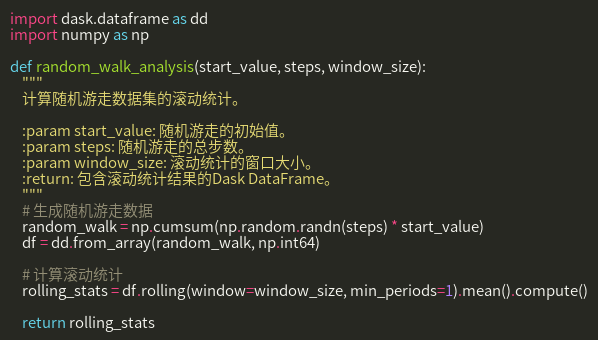 import dask.dataframe as dd
import numpy as np
def random_walk_analysis(start_value, steps, window_size):
"""
计算随机游走数据集的滚动统计。
:param start_value: 随机游走的初始值。
:param steps: 随机游走的总步数。
:param window_size: 滚动统计的窗口大小。
:return: 包含滚动统计结果的Dask DataFrame。
"""
# 生成随机游走数据
random_walk = np.cumsum(np.random.randn(steps) * start_value)
df = dd.from_array(random_walk, np.int64)
# 计算滚动统计
rolling_stats = df.rolling(window=window_size, min_periods=1).mean().compute()
return rolling_stats